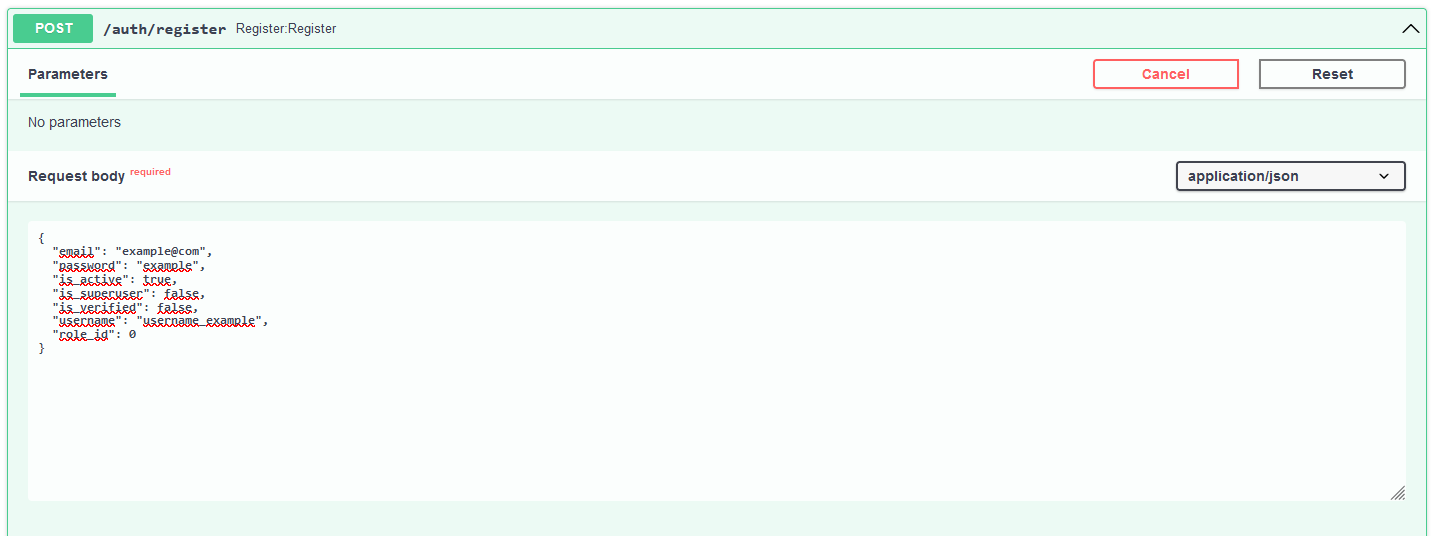 POST /auth/register Register:Register
Parameters Cancel Reset
No parameters
Request body required application/json
{
"email": "example@com",
"password": "example",
"is_active": true,
"is_superuser": false,
"is_verified": false,
"username": "username_example",
"role_id": 0
}